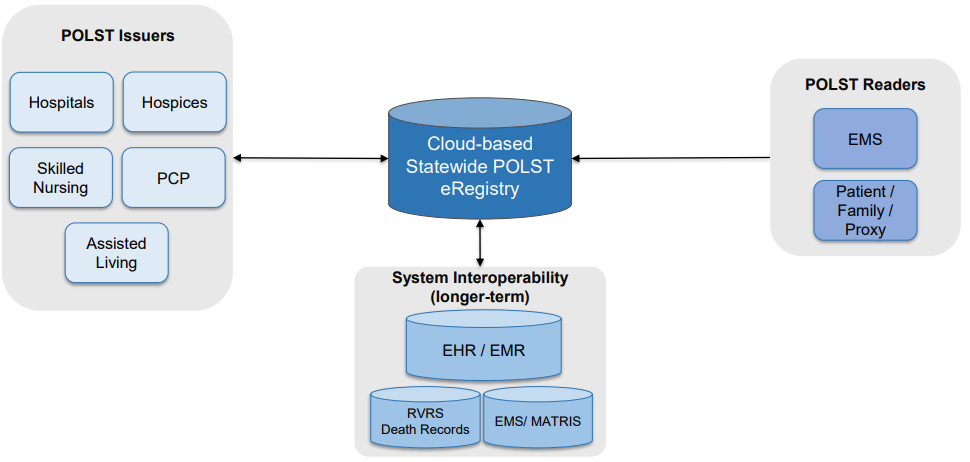 POLST Issuers
Hospitals
Hospices
Skilled
Nursing
PCP
Assisted
Living
Cloud-based
Statewide POLST
eRegistry
POLST Readers
EMS
Patient /
Family /
Proxy
System Interoperability
(longer-term)
EHR / EMR
RVRS
Death Records
EMS/ MATRIS